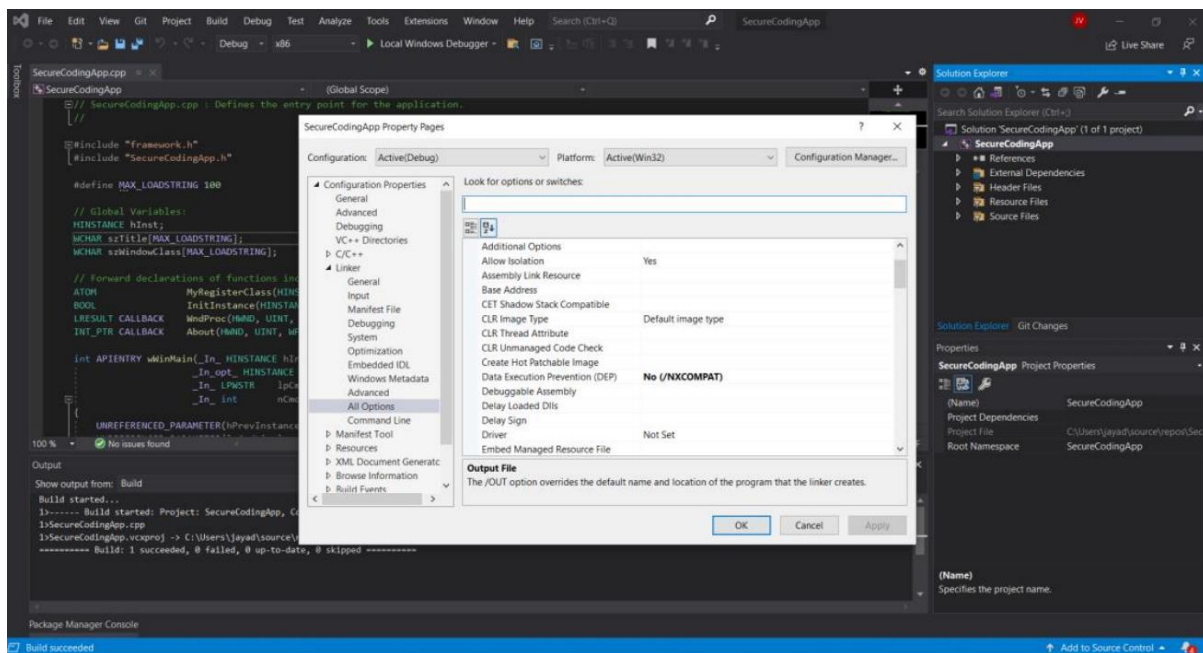 File Edit View Git Project Build Debug Test Analyze Tools Extensions Window Help Search (Ctrl+Q) SecureCodingApp JV
Debug x86 Local Windows Debugger Live Share
Toolbox
SecureCodingApp.cpp
SecureCodingApp (Global Scope)
// SecureCodingApp.cpp : Defines the entry point for the application.
//
#include "framework.h"
#include "SecureCodingApp.h"
#define MAX_LOADSTRING 100
// Global Variables:
HINSTANCE hInst;
WCHAR szTitle[MAX_LOADSTRING];
WCHAR szWindowClass[MAX_LOADSTRING];
// Forward declarations of functions inc
ATOM MyRegisterClass(HINS
BOOL InitInstance(HINSTAN
LRESULT CALLBACK WndProc(HWND, UINT,
INT_PTR CALLBACK About(HWND, UINT, WP
int APIENTRY wWinMain(_In_ HINSTANCE hIn
_In_opt_ HINSTANCE
_In_ LPWSTR lpCm
_In_ int nCmd
{
UNREFERENCED_PARAMETER(hPrevInstance
100 % No issues found
Output
Show output from: Build
Build started...
1>------ Build started: Project: SecureCodingApp, Co
1>SecureCodingApp.cpp
1>SecureCodingApp.vcxproj -> C:\Users\jayad\source\
========== Build: 1 succeeded, 0 failed, 0 up-to-date, 0 skipped ==========
Package Manager Console
Build succeeded
Add to Source Control
SecureCodingApp Property Pages ? ×
Configuration: Active(Debug) Platform: Active(Win32) Configuration Manager...
Configuration Properties
General
Advanced
Debugging
VC++ Directories
C/C++
Linker
General
Input
Manifest File
Debugging
System
Optimization
Embedded IDL
Windows Metadata
Advanced
All Options
Command Line
Manifest Tool
Resources
XML Document Generatc
Browse Information
Build Events
Look for options or switches:
Additional Options
Allow Isolation Yes
Assembly Link Resource
Base Address
CET Shadow Stack Compatible
CLR Image Type Default image type
CLR Thread Attribute
CLR Unmanaged Code Check
Create Hot Patchable Image
Data Execution Prevention (DEP) No (/NXCOMPAT)
Debuggable Assembly
Delay Loaded Dlls
Delay Sign
Driver Not Set
Embed Managed Resource File
Output File
The /OUT option overrides the default name and location of the program that the linker creates.
OK Cancel Apply
Solution Explorer
Search Solution Explorer (Ctrl+;)
Solution 'SecureCodingApp' (1 of 1 project)
SecureCodingApp
References
External Dependencies
Header Files
Resource Files
Source Files
Solution Explorer Git Changes
Properties
SecureCodingApp Project Properties
(Name) SecureCodingApp
Project Dependencies
Project File C:\Users\jayad\source\repos\Sec
Root Namespace SecureCodingApp
(Name)
Specifies the project name.